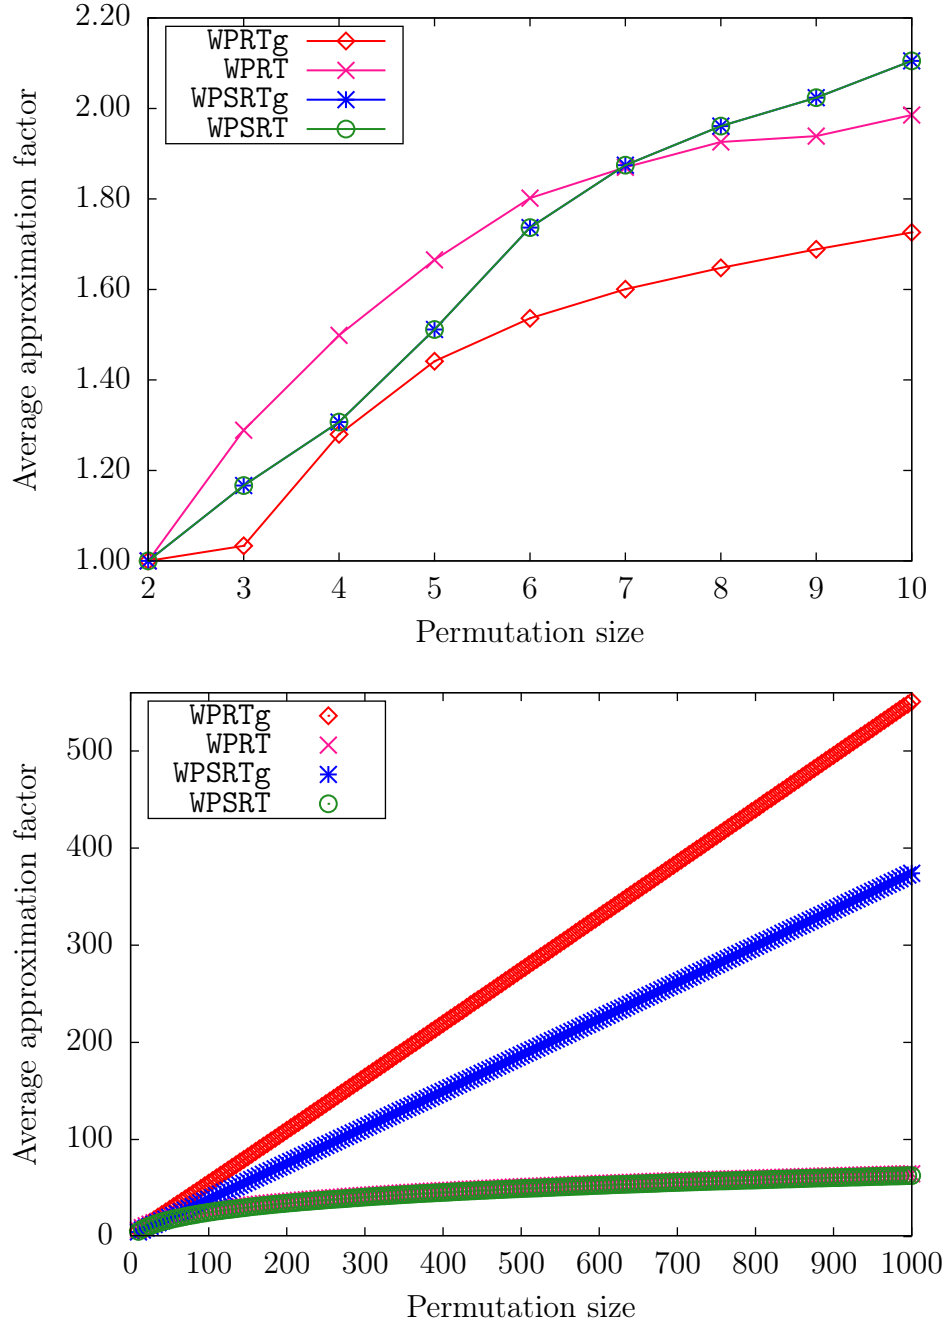 2.20
2.00
1.80
1.60
1.40
1.20
1.00
Average approximation factor
WPRTg
WPRT
WPSRTg
WPSRT
2 3 4 5 6 7 8 9 10
Permutation size
500
400
300
200
100
0
Average approximation factor
WPRTg
WPRT
WPSRTg
WPSRT
0 100 200 300 400 500 600 700 800 900 1000
Permutation size